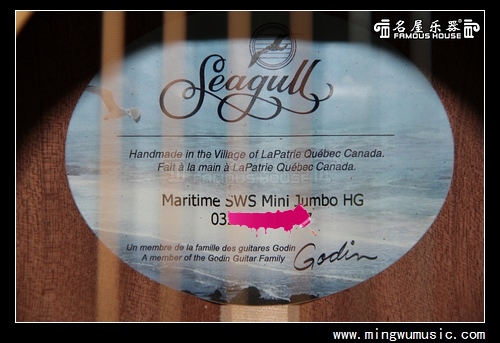 名屋乐器®
FAMOUS HOUSE
Seagull
Handmade in the Village of LaPatrie Québec Canada.
Fait à la main à LaPatrie Québec Canada.
Maritime SWS Mini Jumbo HG
03
Un membre de la famille des guitares Godin
A member of the Godin Guitar Family
Godin
www.mingwumusic.com